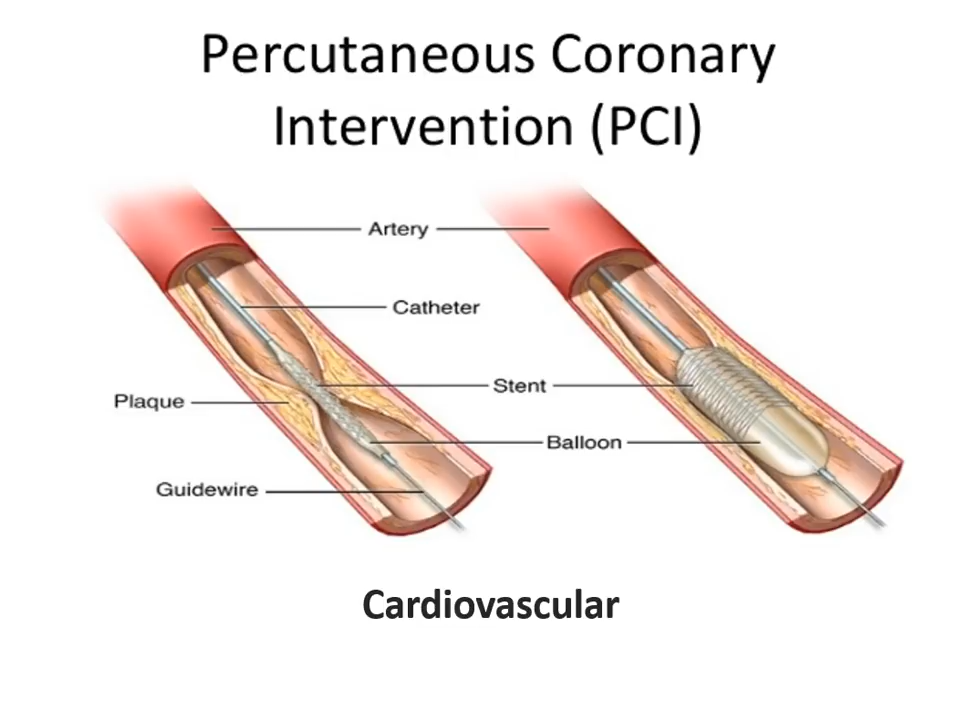 Percutaneous Coronary
Intervention (PCI)
Artery
Catheter
Stent
Plaque
Balloon
Guidewire
Cardiovascular